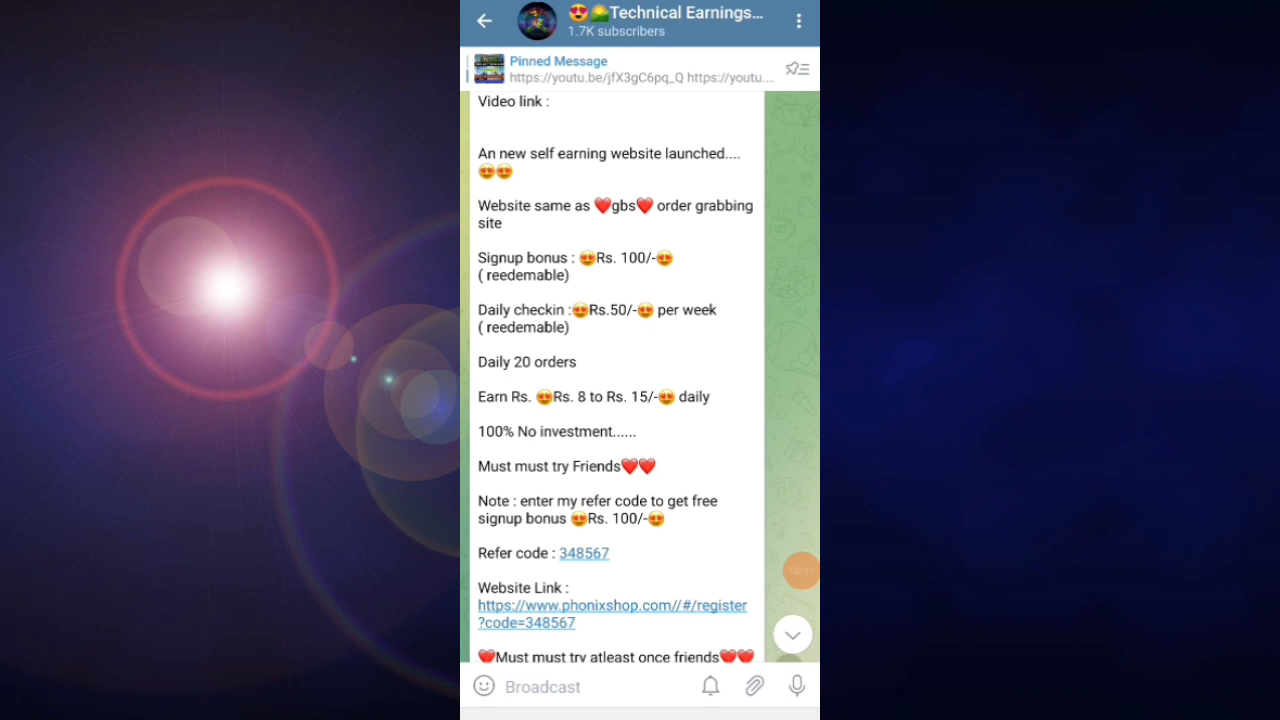 😍🌄Technical Earnings...
1.7K subscribers
Pinned Message
https://youtu.be/jfX3gC6pq_Q https://youtu....
Video link :
An new self earning website launched....
😍😍
Website same as ❤️gbs❤️ order grabbing
site
Signup bonus : 😍Rs. 100/-😍
( reedemable)
Daily checkin :😍Rs.50/-😍 per week
( reedemable)
Daily 20 orders
Earn Rs. 😍Rs. 8 to Rs. 15/-😍 daily
100% No investment......
Must must try Friends❤️❤️
Note : enter my refer code to get free
signup bonus 😍Rs. 100/-😍
Refer code : 348567
Website Link :
https://www.phonixshop.com//#/register
?code=348567
❤️Must must try atleast once friends❤️❤️
Broadcast